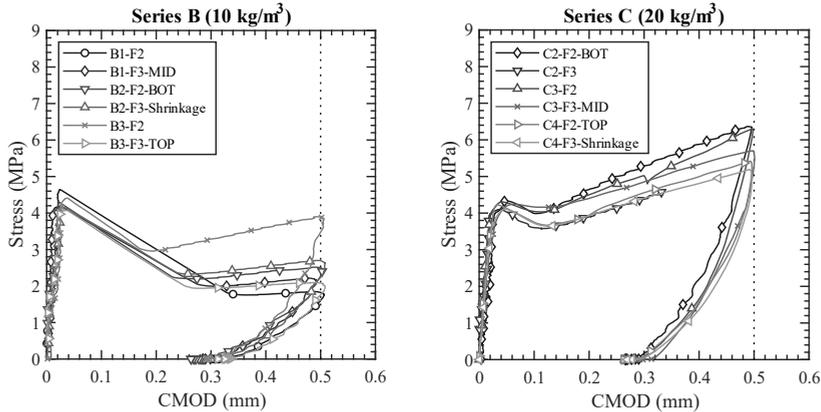 Series B (10 kg/m³)
9
8
7
6
5
4
3
2
1
0
Stress (MPa)
B1-F2
B1-F3-MID
B2-F2-BOT
B2-F3-Shrinkage
B3-F2
B3-F3-TOP
0 0.1 0.2 0.3 0.4 0.5 0.6
CMOD (mm)
Series C (20 kg/m³)
9
8
7
6
5
4
3
2
1
0
Stress (MPa)
C2-F2-BOT
C2-F3
C3-F2
C3-F3-MID
C4-F2-TOP
C4-F3-Shrinkage
0 0.1 0.2 0.3 0.4 0.5 0.6
CMOD (mm)